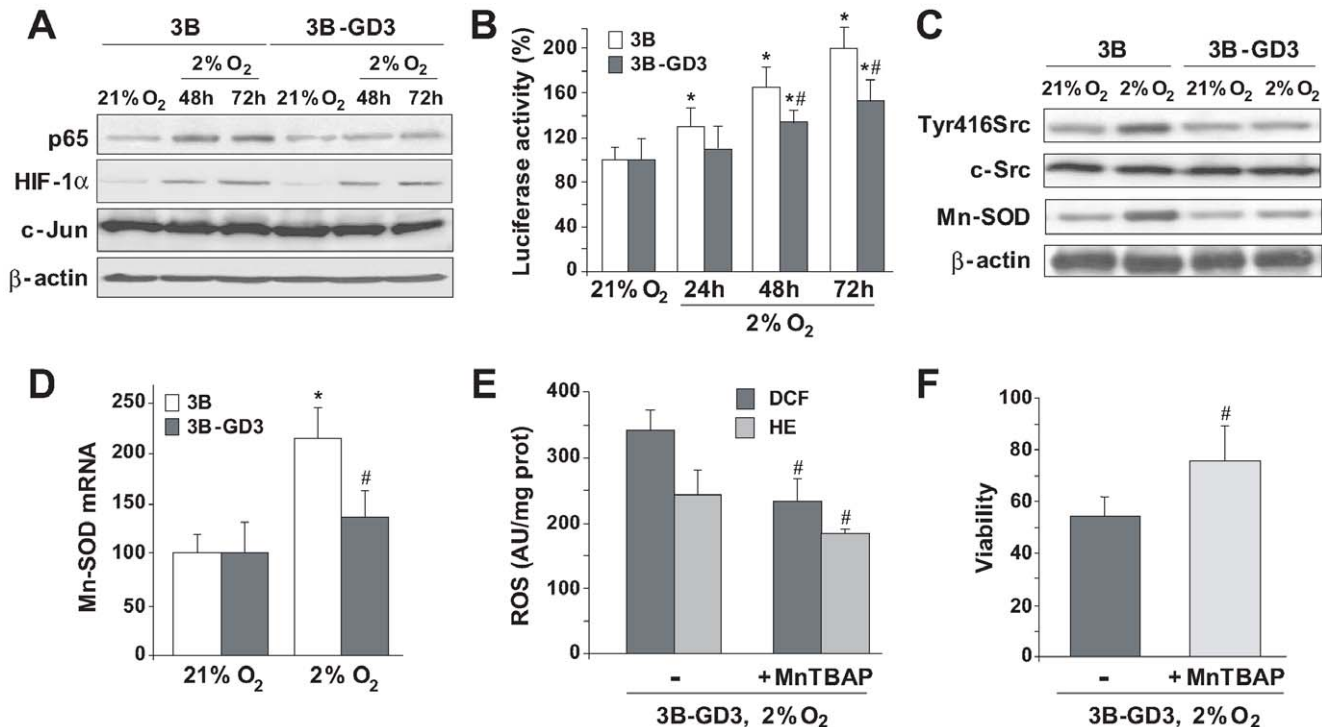 A
3B 3B-GD3
2% O2 2% O2
21% O2 48h 72h 21% O2 48h 72h
p65
HIF-1α
c-Jun
β-actin
B
Luciferase activity (%)
200
160
120
80
40
0
3B
3B-GD3
* * *# * *#
21% O2 24h 48h 72h
2% O2
C
3B 3B-GD3
21% O2 2% O2 21% O2 2% O2
Tyr416Src
c-Src
Mn-SOD
β-actin
D
Mn-SOD mRNA
250
200
150
100
50
0
3B
3B-GD3
* #
21% O2 2% O2
E
ROS (AU/mg prot)
400
300
200
100
0
DCF
HE
# #
- + MnTBAP
3B-GD3, 2% O2
F
Viability
100
80
60
40
20
0
#
- + MnTBAP
3B-GD3, 2% O2